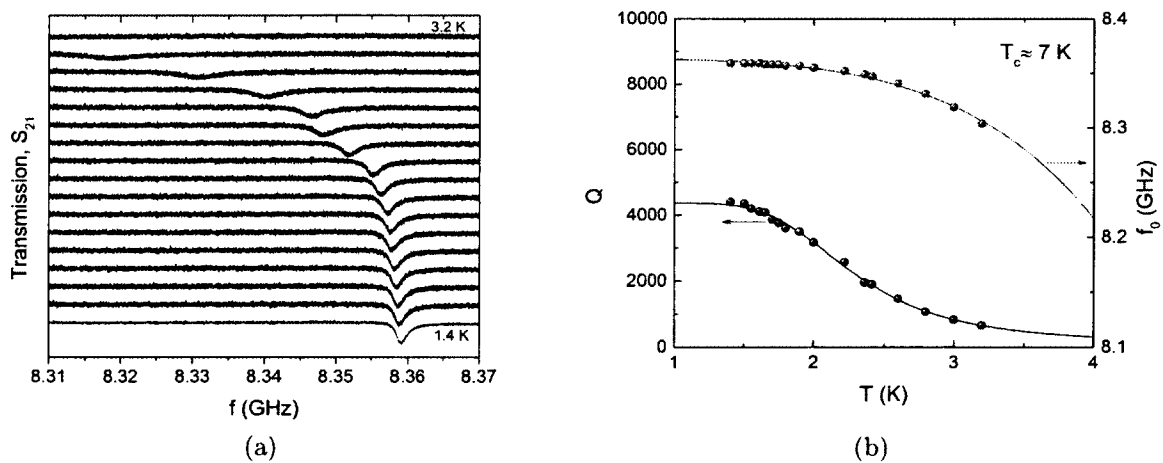 3.2 K
1.4 K
Transmission, S21
8.31 8.32 8.33 8.34 8.35 8.36 8.37
f (GHz)
(a)
Tc≈ 7 K
10000
8000
6000
4000
2000
0
Q
8.4
8.3
8.2
8.1
f0 (GHz)
1 2 3 4
T (K)
(b)